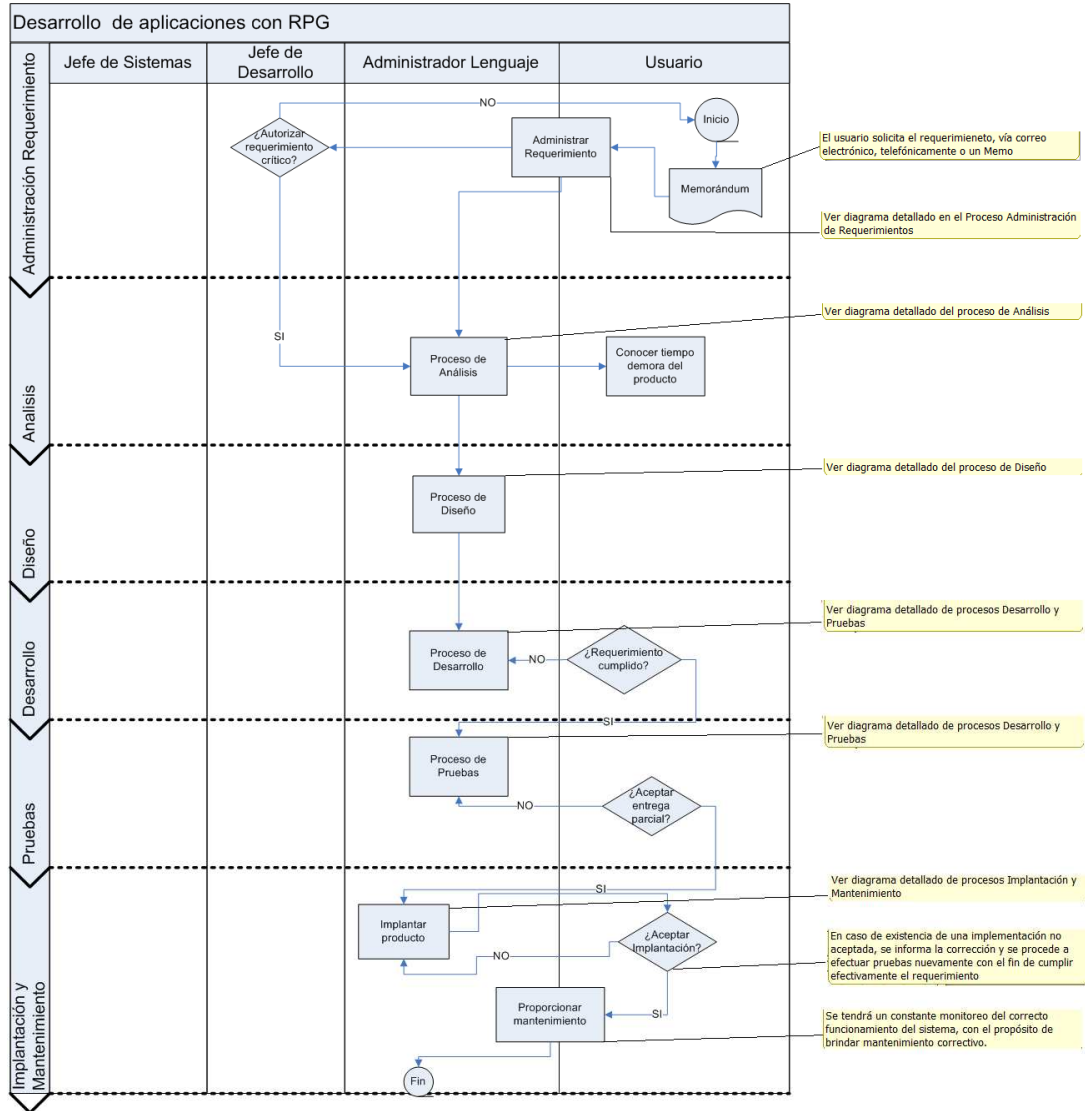 Desarrollo de aplicaciones con RPG
Jefe de Sistemas
Jefe de
Desarrollo
Administrador Lenguaje
Usuario
Administración Requerimiento
NO
Inicio
¿Autorizar
requerimiento
crítico?
Administrar
Requerimiento
Memorándum
El usuario solicita el requerimieneto, vía correo
electrónico, telefónicamente o un Memo
Ver diagrama detallado en el Proceso Administración
de Requerimientos
Analisis
SI
Proceso de
Análisis
Conocer tiempo
demora del
producto
Ver diagrama detallado del proceso de Análisis
Diseño
Proceso de
Diseño
Ver diagrama detallado del proceso de Diseño
Desarrollo
Proceso de
Desarrollo
NO
¿Requerimiento
cumplido?
Ver diagrama detallado de procesos Desarrollo y
Pruebas
SI
Pruebas
Proceso de
Pruebas
NO
¿Aceptar
entrega
parcial?
Ver diagrama detallado de procesos Desarrollo y
Pruebas
Implantación y
Mantenimiento
SI
Implantar
producto
NO
¿Aceptar
Implantación?
Ver diagrama detallado de procesos Implantación y
Mantenimiento
En caso de existencia de una implementación no
aceptada, se informa la corrección y se procede a
efectuar pruebas nuevamente con el fin de cumplir
efectivamente el requerimiento
Proporcionar
mantenimiento
SI
Se tendrá un constante monitoreo del correcto
funcionamiento del sistema, con el propósito de
brindar mantenimiento correctivo.
Fin